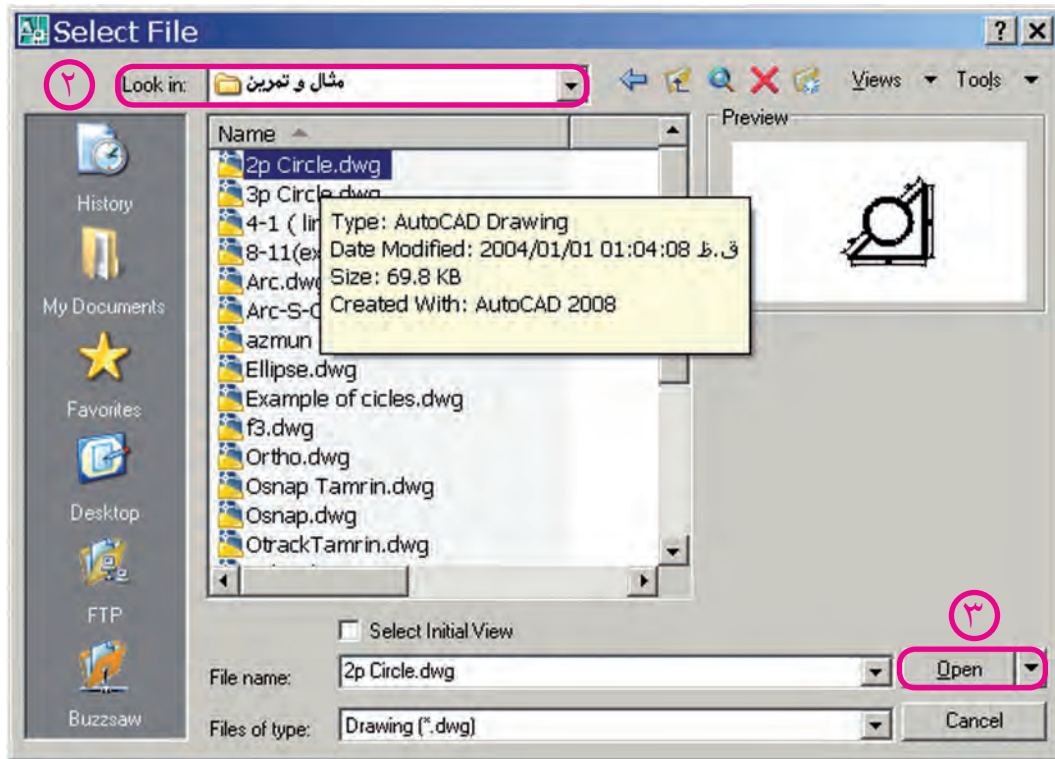 Select File
۲ Look in: مثال و تمرین Views Tools
History
My Documents
Favorites
Desktop
FTP
Buzzsaw
Name
2p Circle.dwg
3p Circle.dwg
4-1 ( lin
8-11(ex
Arc.dwg
Arc-S-C
azmun
Ellipse.dwg
Example of cicles.dwg
f3.dwg
Ortho.dwg
Osnap Tamrin.dwg
Osnap.dwg
OtrackTamrin.dwg
Type: AutoCAD Drawing
Date Modified: 2004/01/01 01:04:08 ق.ظ
Size: 69.8 KB
Created With: AutoCAD 2008
Preview
Select Initial View
File name: 2p Circle.dwg
۳
Open
Files of type: Drawing (*.dwg)
Cancel